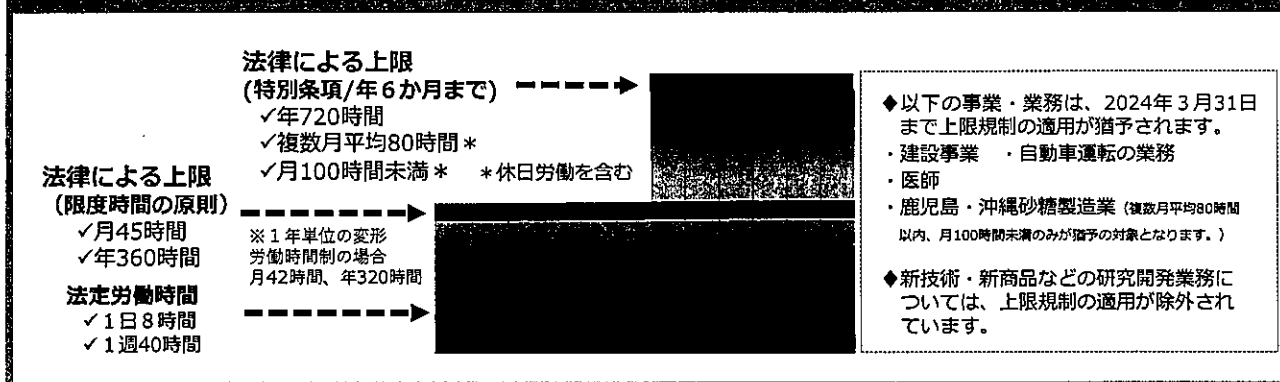 法律による上限
(特別条項/年6か月まで)
✓年720時間
✓複数月平均80時間＊
✓月100時間未満＊ ＊休日労働を含む
法律による上限
(限度時間の原則)
✓月45時間
✓年360時間
※１年単位の変形
労働時間制の場合
月42時間、年320時間
法定労働時間
✓1日8時間
✓1週40時間
◆以下の事業・業務は、2024年3月31日
まで上限規制の適用が猶予されます。
・建設事業 ・自動車運転の業務
・医師
・鹿児島・沖縄砂糖製造業（複数月平均80時間
以内、月100時間未満のみが猶予の対象となります。）
◆新技術・新商品などの研究開発業務に
ついては、上限規制の適用が除外され
ています。